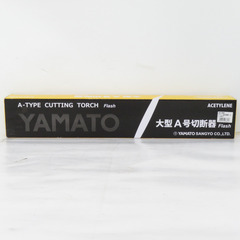 A-TYPE CUTTING TORCH Flash
ACETYLENE
YAMATO
大型A号切断器
Flash
YAMATO SANGYO CO.,LTD.